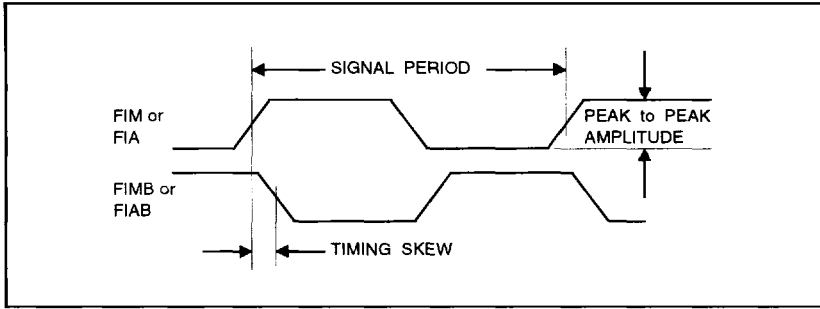 SIGNAL PERIOD
FIM or
FIA
PEAK to PEAK
AMPLITUDE
FIMB or
FIAB
TIMING SKEW